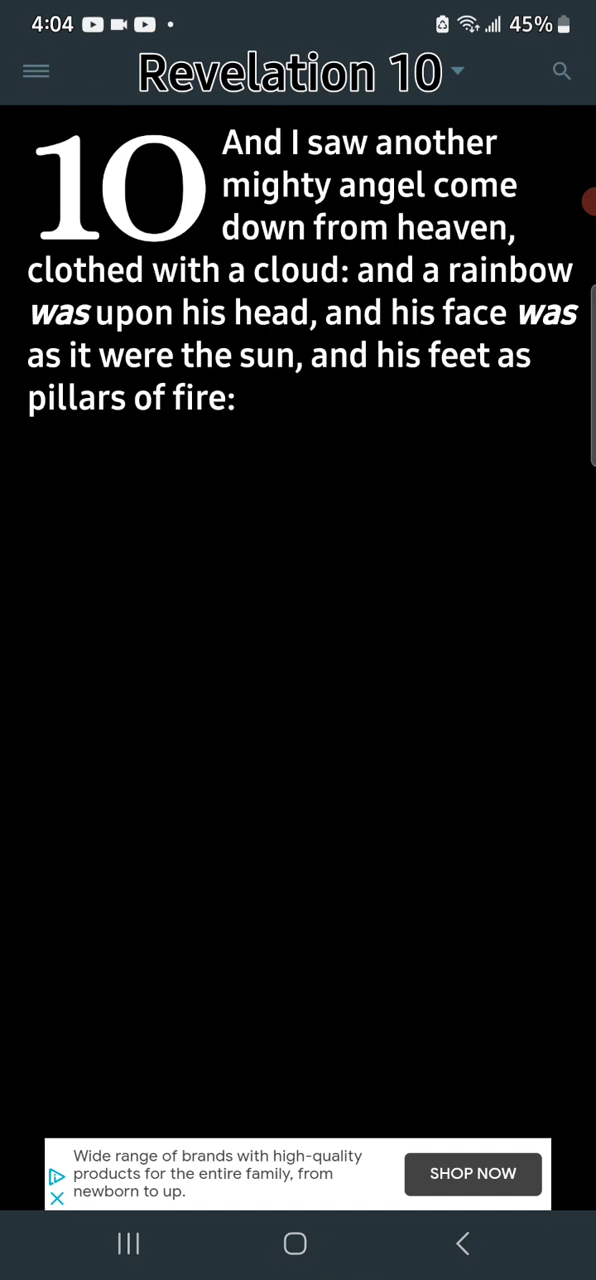 4:04
45%
Revelation 10
10 And I saw another
mighty angel come
down from heaven,
clothed with a cloud: and a rainbow
was upon his head, and his face was
as it were the sun, and his feet as
pillars of fire:
Wide range of brands with high-quality
products for the entire family, from
newborn to up.
SHOP NOW